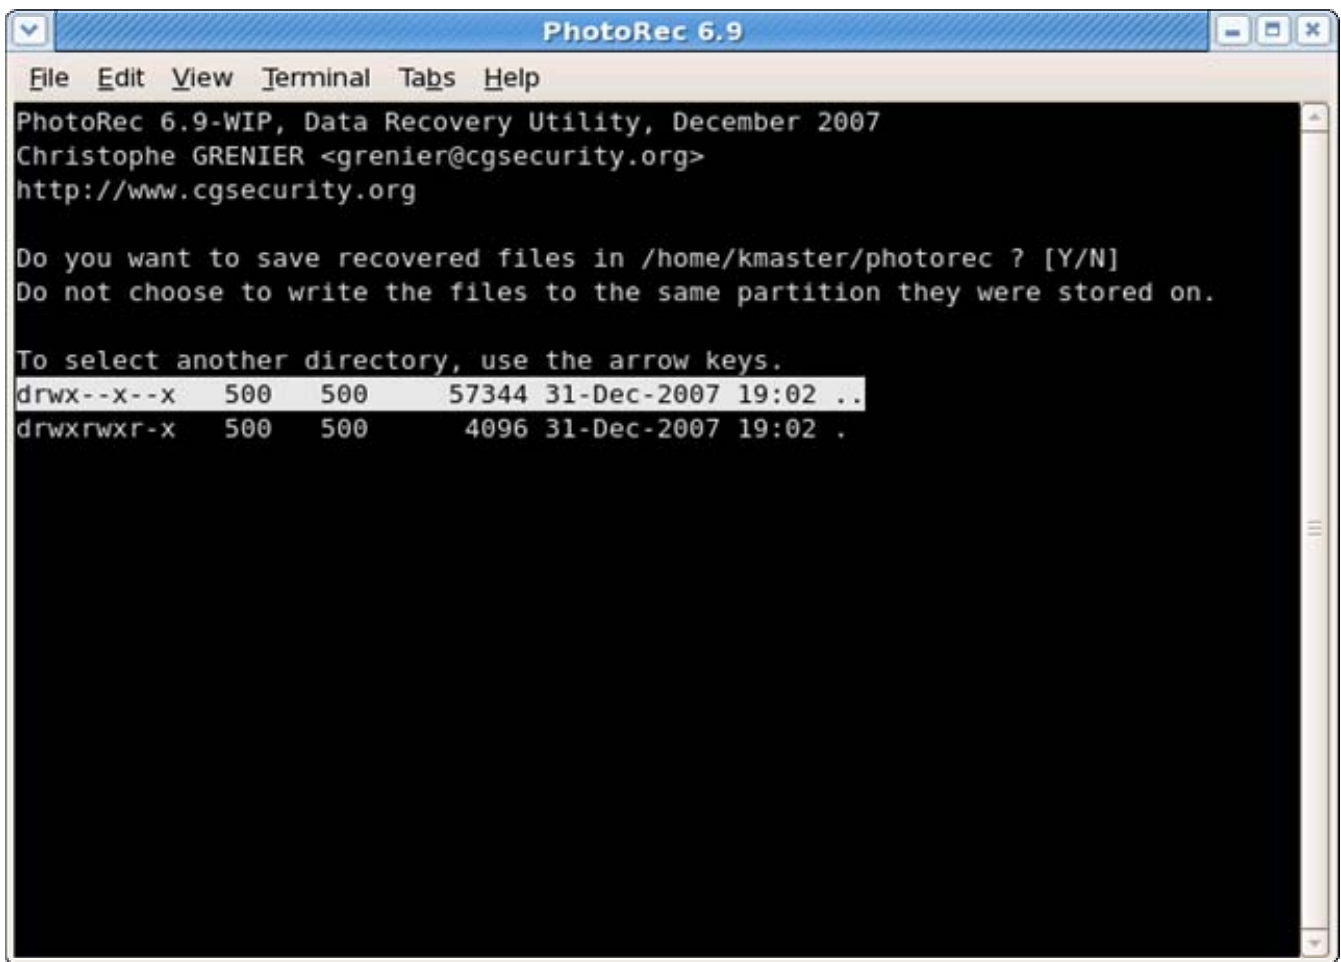 PhotoRec 6.9
File Edit View Terminal Tabs Help
PhotoRec 6.9-WIP, Data Recovery Utility, December 2007
Christophe GRENIER <grenier@cgsecurity.org>
http://www.cgsecurity.org
Do you want to save recovered files in /home/kmaster/photorec ? [Y/N]
Do not choose to write the files to the same partition they were stored on.
To select another directory, use the arrow keys.
drwx--x--x   500   500     57344 31-Dec-2007 19:02 ..
drwxrwxr-x   500   500      4096 31-Dec-2007 19:02 .